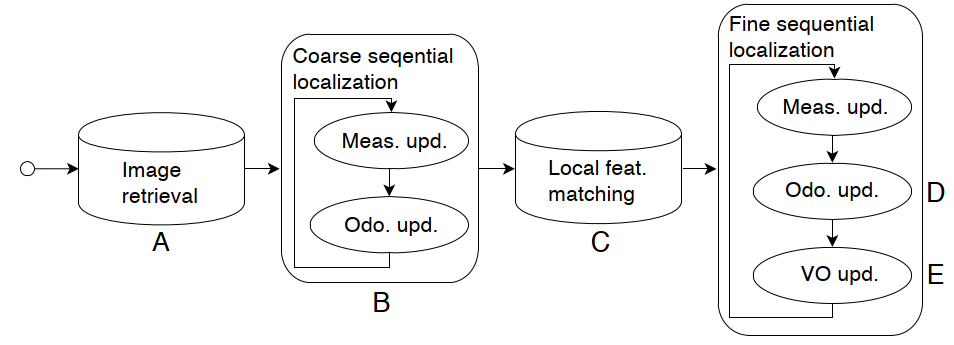 Image
retrieval
A
Coarse seqential
localization
Meas. upd.
Odo. upd.
B
Local feat.
matching
C
Fine sequential
localization
Meas. upd.
Odo. upd.
D
VO upd.
E